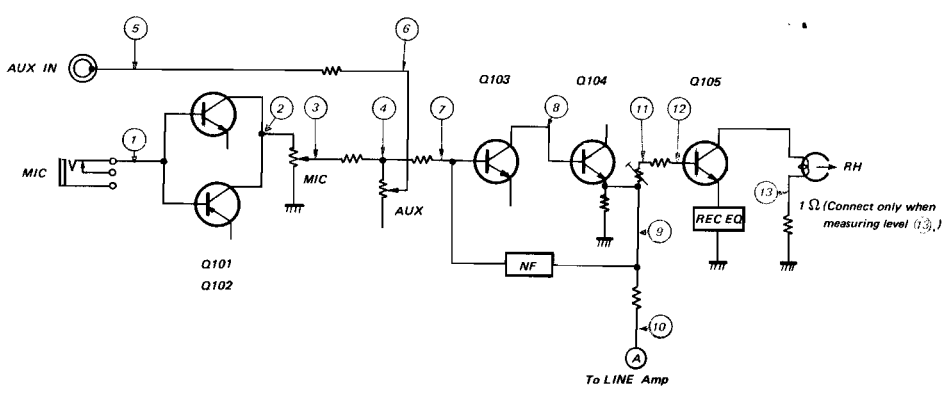 5
6
AUX IN
Q103
Q104
Q105
1
2
3
4
7
8
11
12
MIC
MIC
AUX
RH
13
1 Ω (Connect only when
measuring level 13.)
REC EQ
9
NF
Q101
Q102
10
A
To LINE Amp